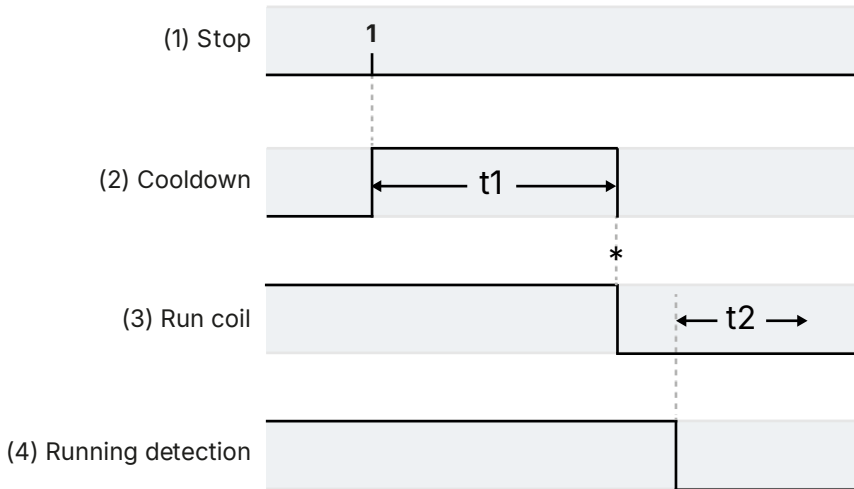 (1) Stop
1
(2) Cooldown
t1
*
(3) Run coil
t2
(4) Running detection